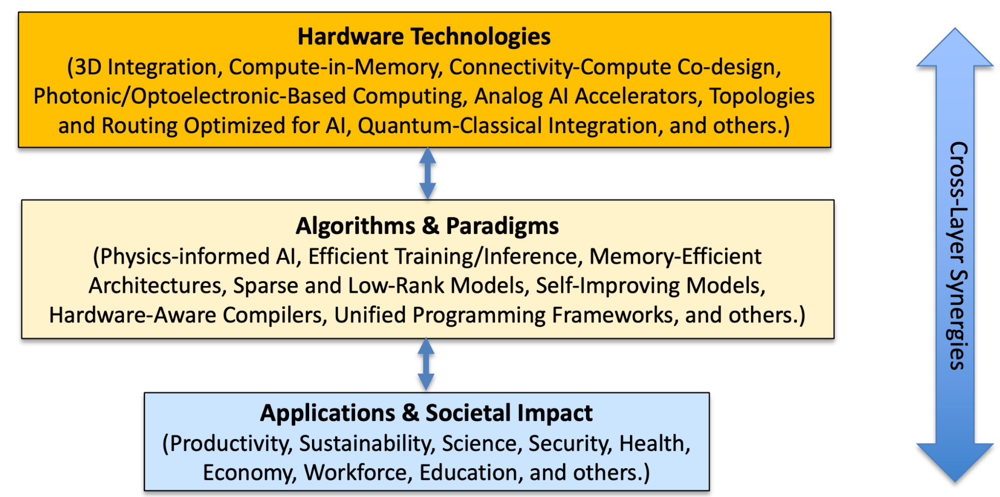 Hardware Technologies
(3D Integration, Compute-in-Memory, Connectivity-Compute Co-design,
Photonic/Optoelectronic-Based Computing, Analog AI Accelerators, Topologies
and Routing Optimized for AI, Quantum-Classical Integration, and others.)
Algorithms & Paradigms
(Physics-informed AI, Efficient Training/Inference, Memory-Efficient
Architectures, Sparse and Low-Rank Models, Self-Improving Models,
Hardware-Aware Compilers, Unified Programming Frameworks, and others.)
Applications & Societal Impact
(Productivity, Sustainability, Science, Security, Health,
Economy, Workforce, Education, and others.)
Cross-Layer Synergies